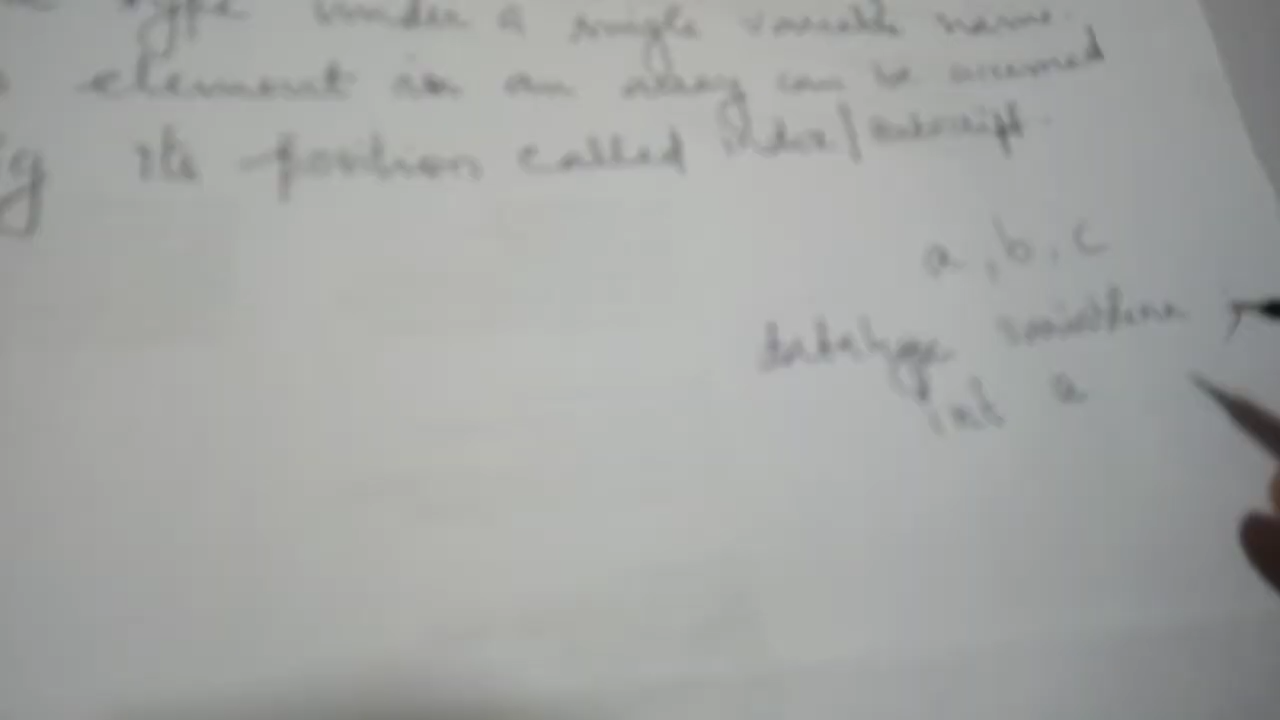 type under a single variable name.
element in an array can be accessed
its position called index/subscript.
a, b, c
datatype
int a